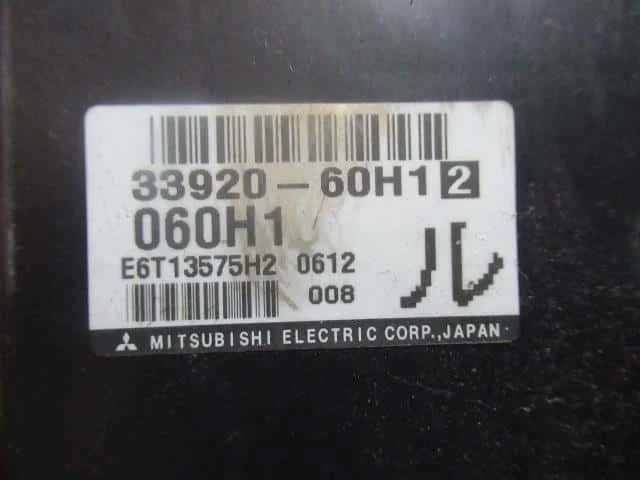 33920-60H1 2
060H1
E6T13575H2 0612
008
ル
MITSUBISHI ELECTRIC CORP., JAPAN